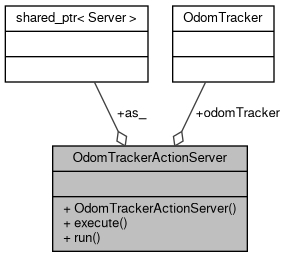 shared_ptr< Server >
OdomTracker
+as_
+odomTracker
OdomTrackerActionServer
+ OdomTrackerActionServer()
+ execute()
+ run()